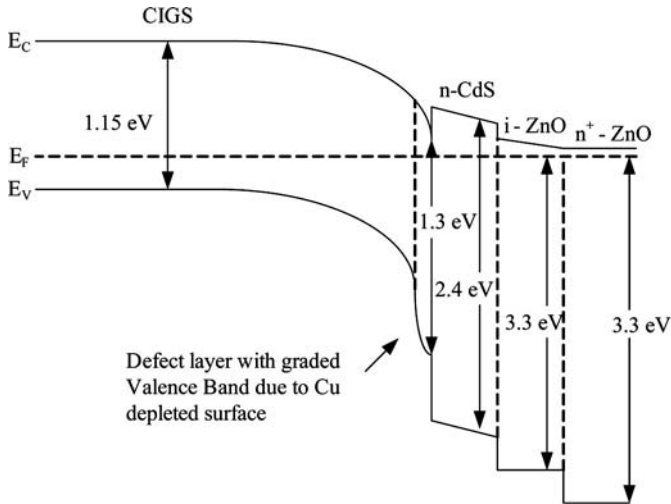 CIGS
E_C
n-CdS
1.15 eV
i - ZnO
n⁺ - ZnO
E_F
E_V
1.3 eV
2.4 eV
3.3 eV
3.3 eV
Defect layer with graded
Valence Band due to Cu
depleted surface